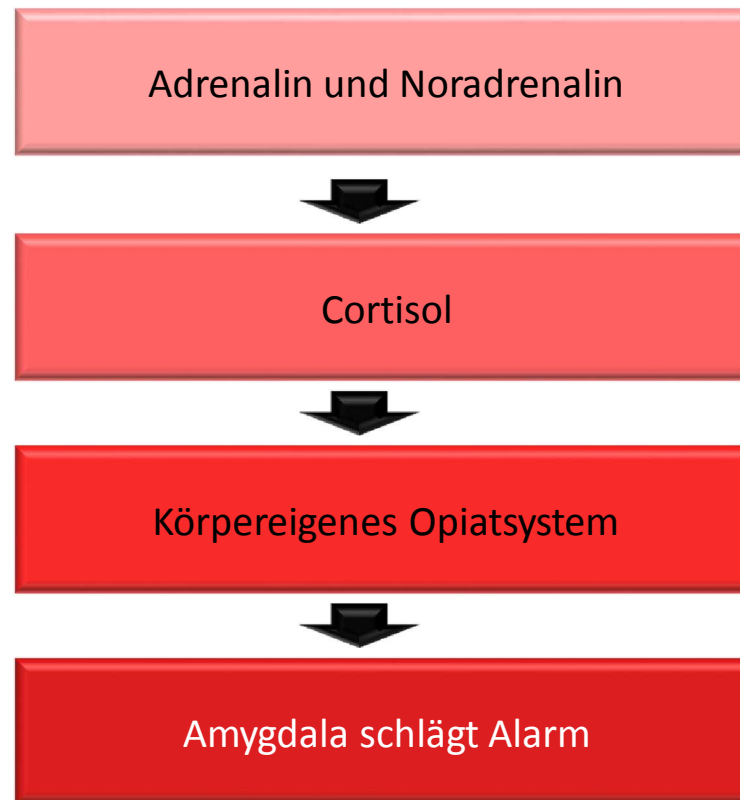 Adrenalin und Noradrenalin
Cortisol
Körpereigenes Opiatsystem
Amygdala schlägt Alarm